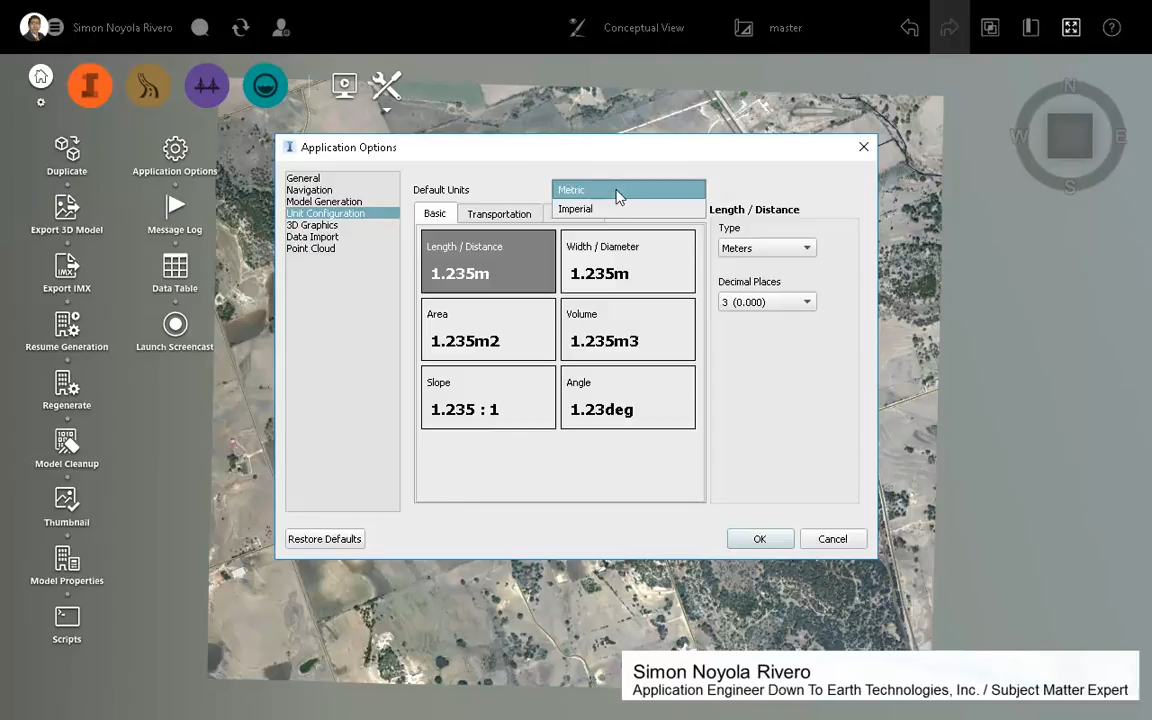 Simon Noyola Rivero
Conceptual View
master
Duplicate
Application Options
Export 3D Model
Message Log
Export IMX
Data Table
Resume Generation
Launch Screencast
Regenerate
Model Cleanup
Thumbnail
Model Properties
Scripts
IMX
N
W
E
S
Application Options
General
Navigation
Model Generation
Unit Configuration
3D Graphics
Data Import
Point Cloud
Default Units
Metric
Imperial
Basic
Transportation
Length / Distance
1.235m
Width / Diameter
1.235m
Area
1.235m2
Volume
1.235m3
Slope
1.235 : 1
Angle
1.23deg
Length / Distance
Type
Meters
Decimal Places
3 (0.000)
Restore Defaults
OK
Cancel
Simon Noyola Rivero
Application Engineer Down To Earth Technologies, Inc. / Subject Matter Expert